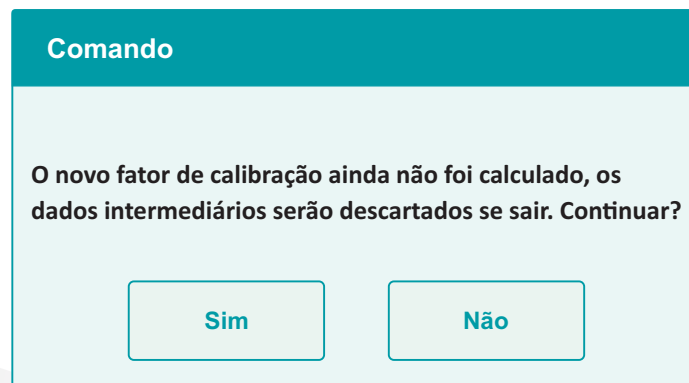 Comando
O novo fator de calibração ainda não foi calculado, os
dados intermediários serão descartados se sair. Continuar?
Sim
Não